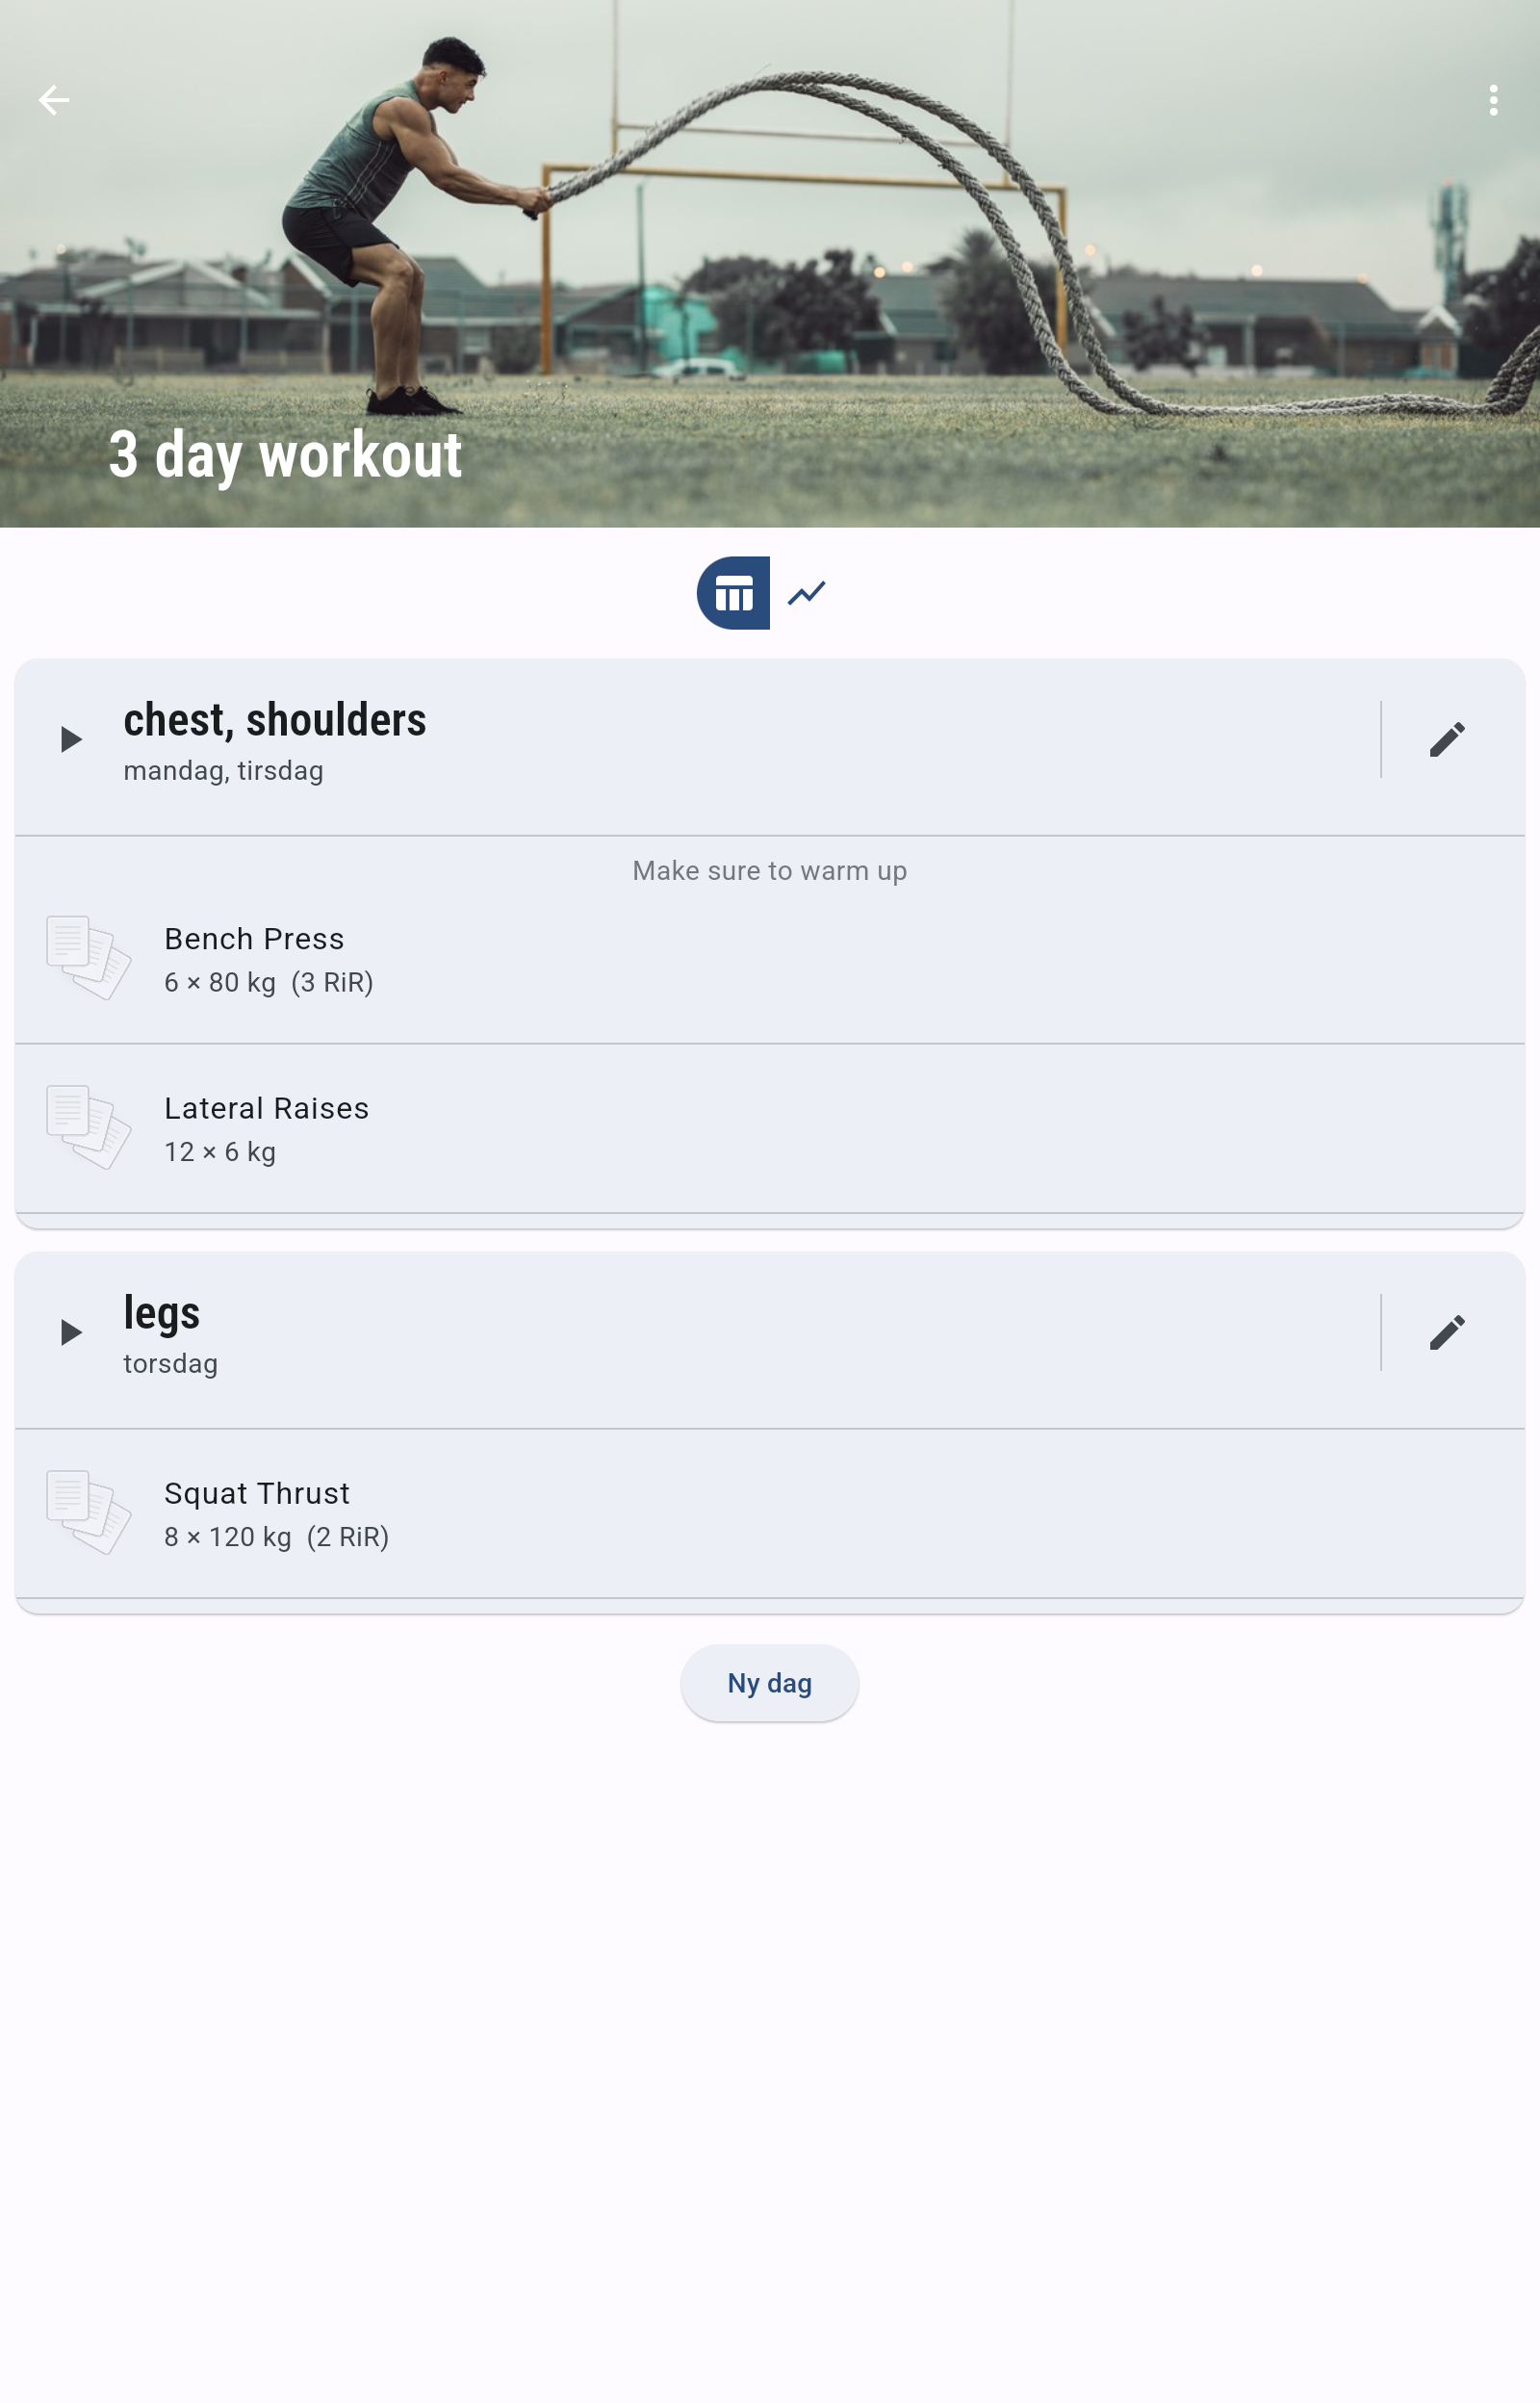 3 day workout
chest, shoulders
mandag, tirsdag
Make sure to warm up
Bench Press
6 × 80 kg  (3 RiR)
Lateral Raises
12 × 6 kg
legs
torsdag
Squat Thrust
8 × 120 kg  (2 RiR)
Ny dag